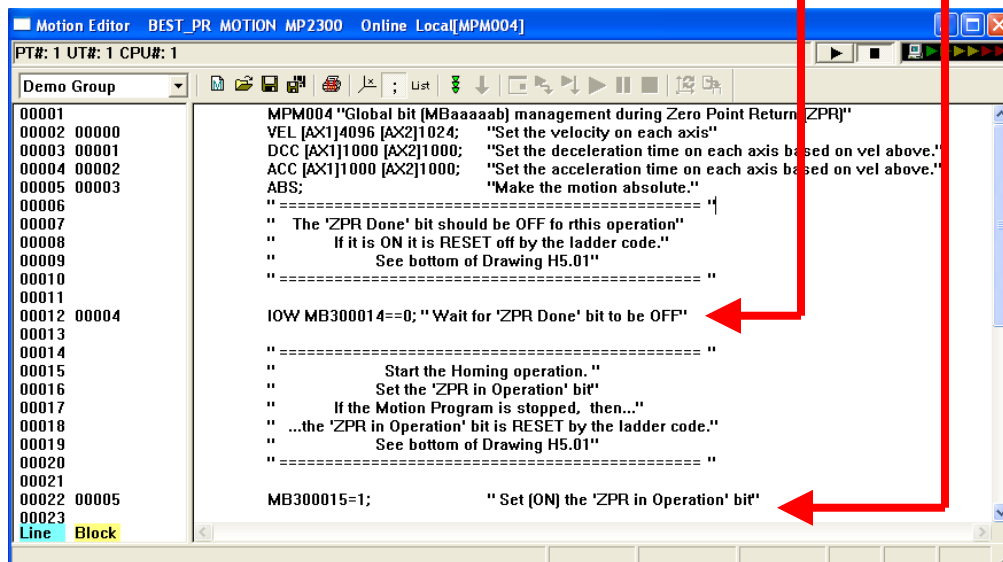 Motion Editor BEST_PR MOTION MP2300 Online Local[MPM004]
PT#: 1 UT#: 1 CPU#: 1
Demo Group
List
00001 MPM004 "Global bit (MBaaaaab) management during Zero Point Return (ZPR)"
00002 00000 VEL [AX1]4096 [AX2]1024; "Set the velocity on each axis"
00003 00001 DCC [AX1]1000 [AX2]1000; "Set the deceleration time on each axis based on vel above."
00004 00002 ACC [AX1]1000 [AX2]1000; "Set the acceleration time on each axis based on vel above."
00005 00003 ABS; "Make the motion absolute."
00006 " ================================================ "
00007 " The 'ZPR Done' bit should be OFF fo rthis operation"
00008 " If it is ON it is RESET off by the ladder code."
00009 " See bottom of Drawing H5.01"
00010 " ================================================ "
00011
00012 00004 IOW MB300014==0; " Wait for 'ZPR Done' bit to be OFF"
00013
00014 " ================================================ "
00015 " Start the Homing operation. "
00016 " Set the 'ZPR in Operation' bit"
00017 " If the Motion Program is stopped, then..."
00018 " ...the 'ZPR in Operation' bit is RESET by the ladder code."
00019 " See bottom of Drawing H5.01"
00020 " ================================================ "
00021
00022 00005 MB300015=1; " Set (ON) the 'ZPR in Operation' bit"
00023
Line Block